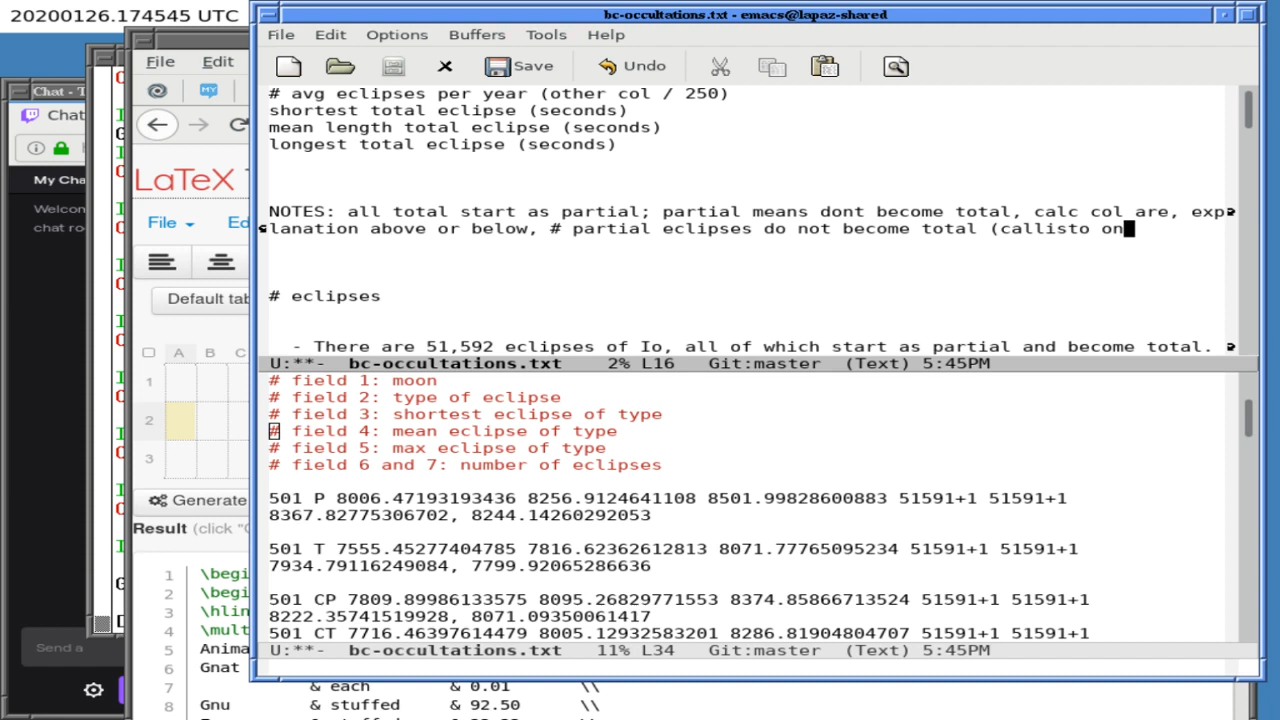 20200126.174545 UTC
bc-occultations.txt - emacs@lapaz-shared
File Edit Options Buffers Tools Help
Save Undo
# avg eclipses per year (other col / 250)
shortest total eclipse (seconds)
mean length total eclipse (seconds)
longest total eclipse (seconds)
NOTES: all total start as partial; partial means dont become total, calc col are, exp
lanation above or below, # partial eclipses do not become total (callisto on
# eclipses
- There are 51,592 eclipses of Io, all of which start as partial and become total.
U:**- bc-occultations.txt 2% L16 Git:master (Text) 5:45PM
# field 1: moon
# field 2: type of eclipse
# field 3: shortest eclipse of type
# field 4: mean eclipse of type
# field 5: max eclipse of type
# field 6 and 7: number of eclipses
501 P 8006.47193193436 8256.9124641108 8501.99828600883 51591+1 51591+1
8367.82775306702, 8244.14260292053
501 T 7555.45277404785 7816.62362612813 8071.77765095234 51591+1 51591+1
7934.79116249084, 7799.92065286636
501 CP 7809.89986133575 8095.26829771553 8374.85866713524 51591+1 51591+1
8222.35741519928, 8071.09350061417
501 CT 7716.46397614479 8005.12932583201 8286.81904804707 51591+1 51591+1
U:**- bc-occultations.txt 11% L34 Git:master (Text) 5:45PM
File Edit
LaTeX
File Ed
Default tab
A B C
1
2
3
Generate
Result (click "
1 \begi
2 \begi
3 \hlin
4 \mult
5 Anima
6 Gnat
7 & each & 0.01 \\
8 Gnu & stuffed & 92.50 \\
Chat - T
Chat
My Cha
Welcom
chat ro
Send a